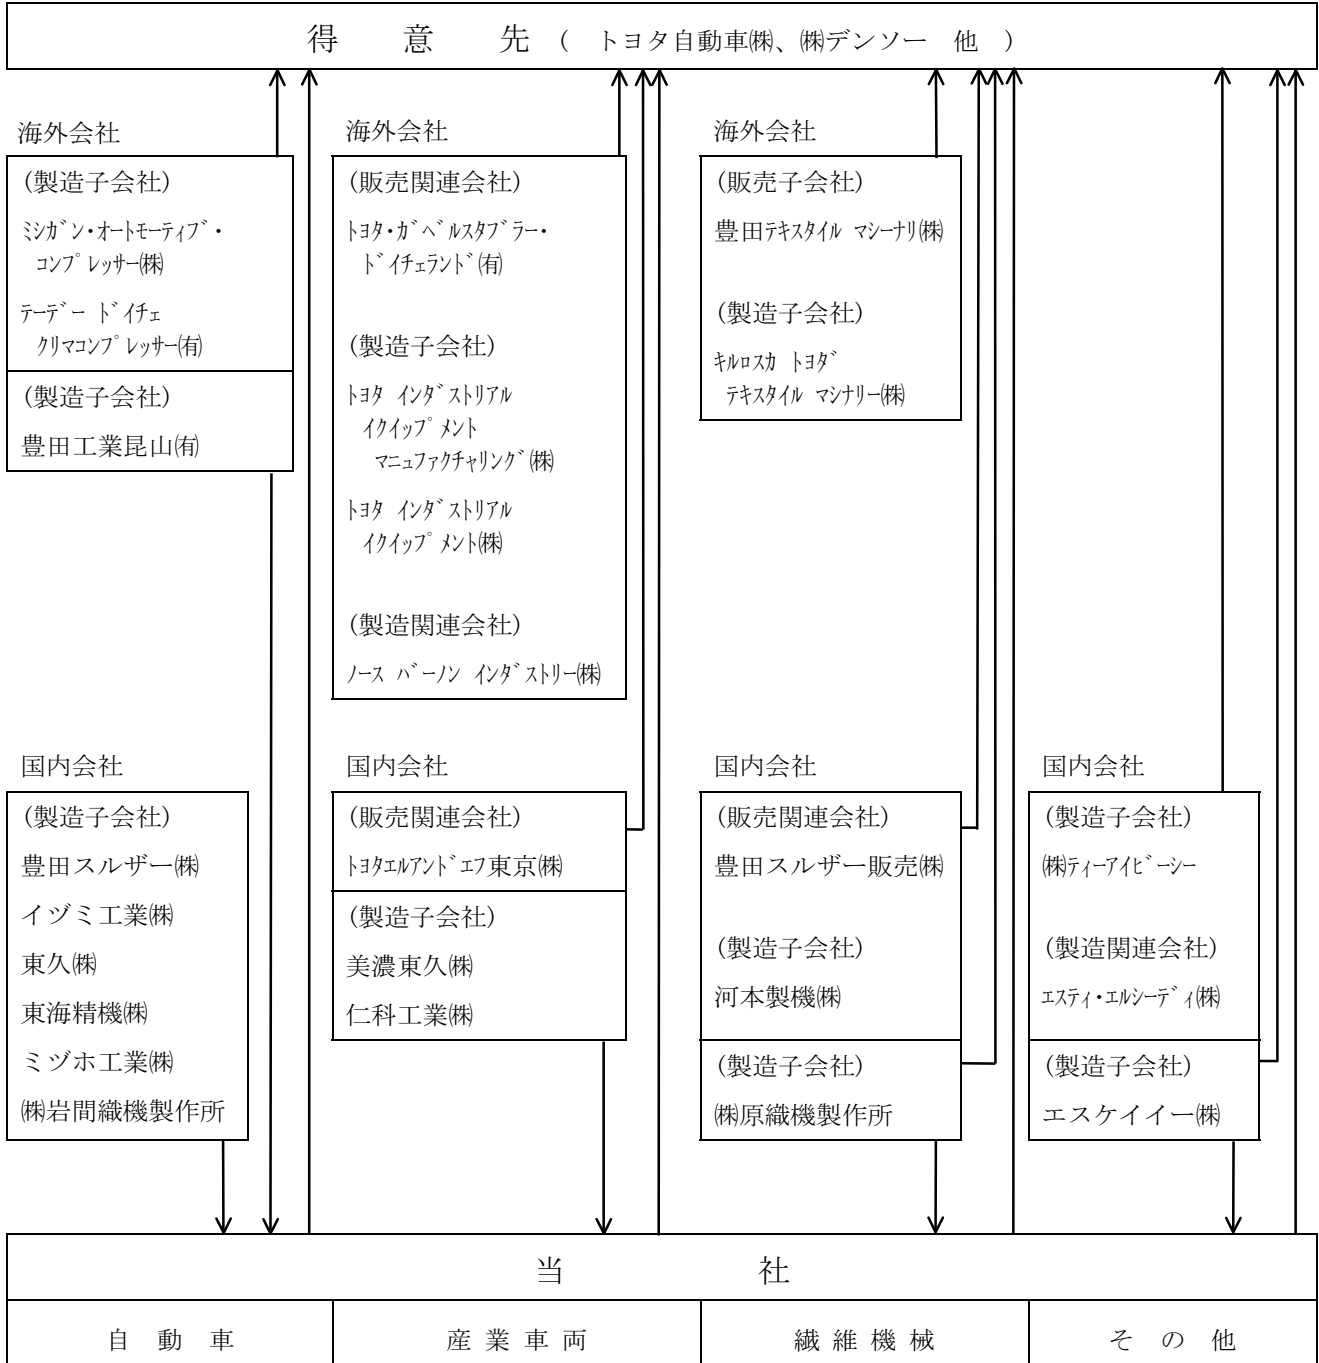 得意先（トヨタ自動車㈱、㈱デンソー 他）
海外会社
(製造子会社)
ﾐｼｶﾞﾝ・ｵｰﾄﾓｰﾃｨﾌﾞ・
ｺﾝﾌﾟﾚｯｻｰ㈱
ﾃｰﾃﾞｰ ﾄﾞｲﾁｪ
ｸﾘﾏｺﾝﾌﾟﾚｯｻｰ㈲
(製造子会社)
豊田工業昆山㈲
海外会社
(販売関連会社)
ﾄﾖﾀ・ｶﾞﾍﾞﾙｽﾀﾌﾞﾗｰ・
ﾄﾞｲﾁｪﾗﾝﾄﾞ㈲
(製造子会社)
ﾄﾖﾀ ｲﾝﾀﾞｽﾄﾘｱﾙ
ｲｸｲｯﾌﾟﾒﾝﾄ
ﾏﾆｭﾌｧｸﾁｬﾘﾝｸﾞ㈱
ﾄﾖﾀ ｲﾝﾀﾞｽﾄﾘｱﾙ
ｲｸｲｯﾌﾟﾒﾝﾄ㈱
(製造関連会社)
ﾉｰｽ ﾊﾞｰﾉﾝ ｲﾝﾀﾞｽﾄﾘｰ㈱
海外会社
(販売子会社)
豊田ﾃｷｽﾀｲﾙ ﾏｼｰﾅﾘ㈱
(製造子会社)
ｷﾙﾛｽｶ ﾄﾖﾀﾞ
ﾃｷｽﾀｲﾙ ﾏｼﾅﾘｰ㈱
国内会社
(製造子会社)
豊田スルザー㈱
イヅミ工業㈱
東久㈱
東海精機㈱
ミヅホ工業㈱
㈱岩間織機製作所
国内会社
(販売関連会社)
ﾄﾖﾀｴﾙｱﾝﾄﾞｴﾌ東京㈱
(製造子会社)
美濃東久㈱
仁科工業㈱
国内会社
(販売関連会社)
豊田スルザー販売㈱
(製造子会社)
河本製機㈱
(製造子会社)
㈱原織機製作所
国内会社
(製造子会社)
㈱ﾃｨｰｱｲﾋﾞｰｼｰ
(製造関連会社)
ｴｽﾃｨ・ｴﾙｼｰﾃﾞｨ㈱
(製造子会社)
エスケイイー㈱
当社
自動車
産業車両
繊維機械
その他